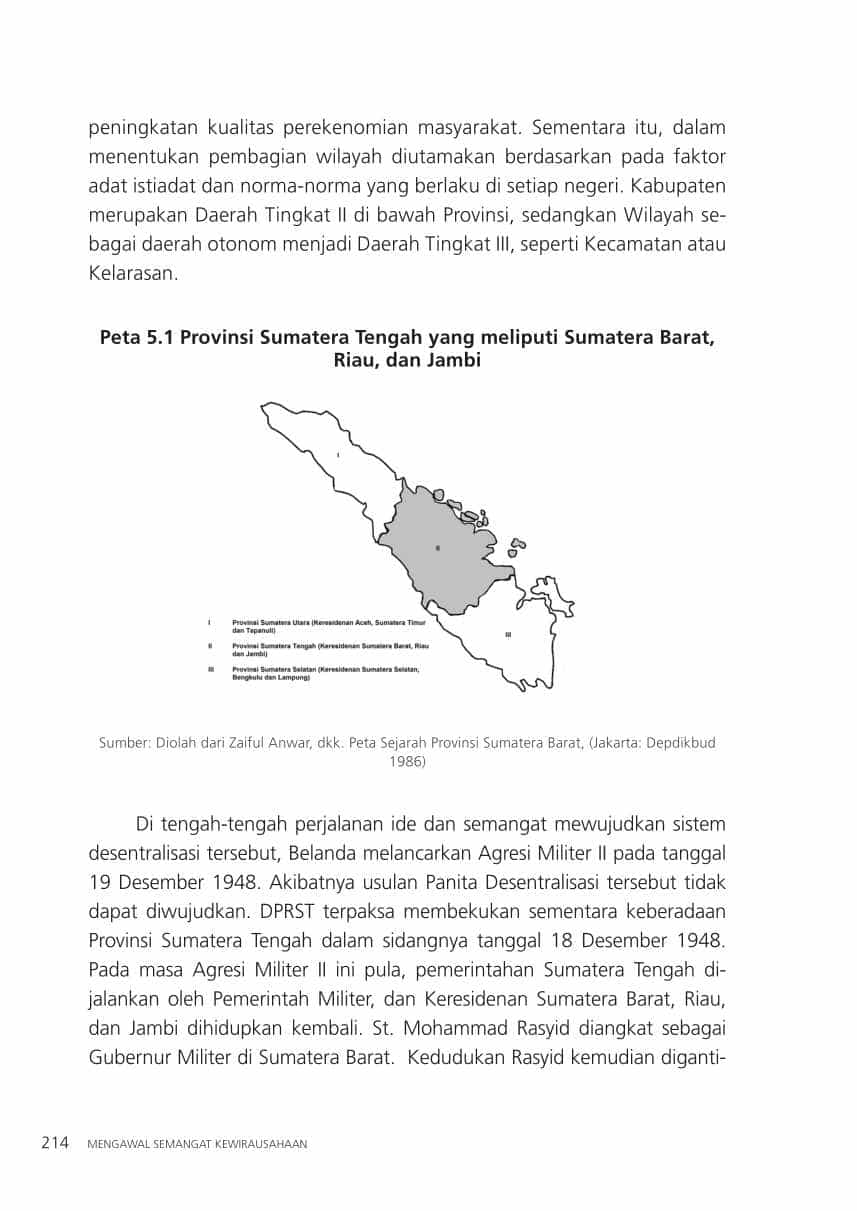 peningkatan kualitas perekenomian masyarakat. Sementara itu, dalam
menentukan pembagian wilayah diutamakan berdasarkan pada faktor
adat istiadat dan norma-norma yang berlaku di setiap negeri. Kabupaten
merupakan Daerah Tingkat II di bawah Provinsi, sedangkan Wilayah se-
bagai daerah otonom menjadi Daerah Tingkat III, seperti Kecamatan atau
Kelarasan.
Peta 5.1 Provinsi Sumatera Tengah yang meliputi Sumatera Barat,
Riau, dan Jambi
I
II
III
I Provinsi Sumatera Utara (Keresidenan Aceh, Sumatera Timur
dan Tapanuli)
II Provinsi Sumatera Tengah (Keresidenan Sumatera Barat, Riau
dan Jambi)
III Provinsi Sumatera Selatan (Keresidenan Sumatera Selatan,
Bengkulu dan Lampung)
Sumber: Diolah dari Zaiful Anwar, dkk. Peta Sejarah Provinsi Sumatera Barat, (Jakarta: Depdikbud
1986)
Di tengah-tengah perjalanan ide dan semangat mewujudkan sistem
desentralisasi tersebut, Belanda melancarkan Agresi Militer II pada tanggal
19 Desember 1948. Akibatnya usulan Panita Desentralisasi tersebut tidak
dapat diwujudkan. DPRST terpaksa membekukan sementara keberadaan
Provinsi Sumatera Tengah dalam sidangnya tanggal 18 Desember 1948.
Pada masa Agresi Militer II ini pula, pemerintahan Sumatera Tengah di-
jalankan oleh Pemerintah Militer, dan Keresidenan Sumatera Barat, Riau,
dan Jambi dihidupkan kembali. St. Mohammad Rasyid diangkat sebagai
Gubernur Militer di Sumatera Barat.  Kedudukan Rasyid kemudian diganti-
214 MENGAWAL SEMANGAT KEWIRAUSAHAAN